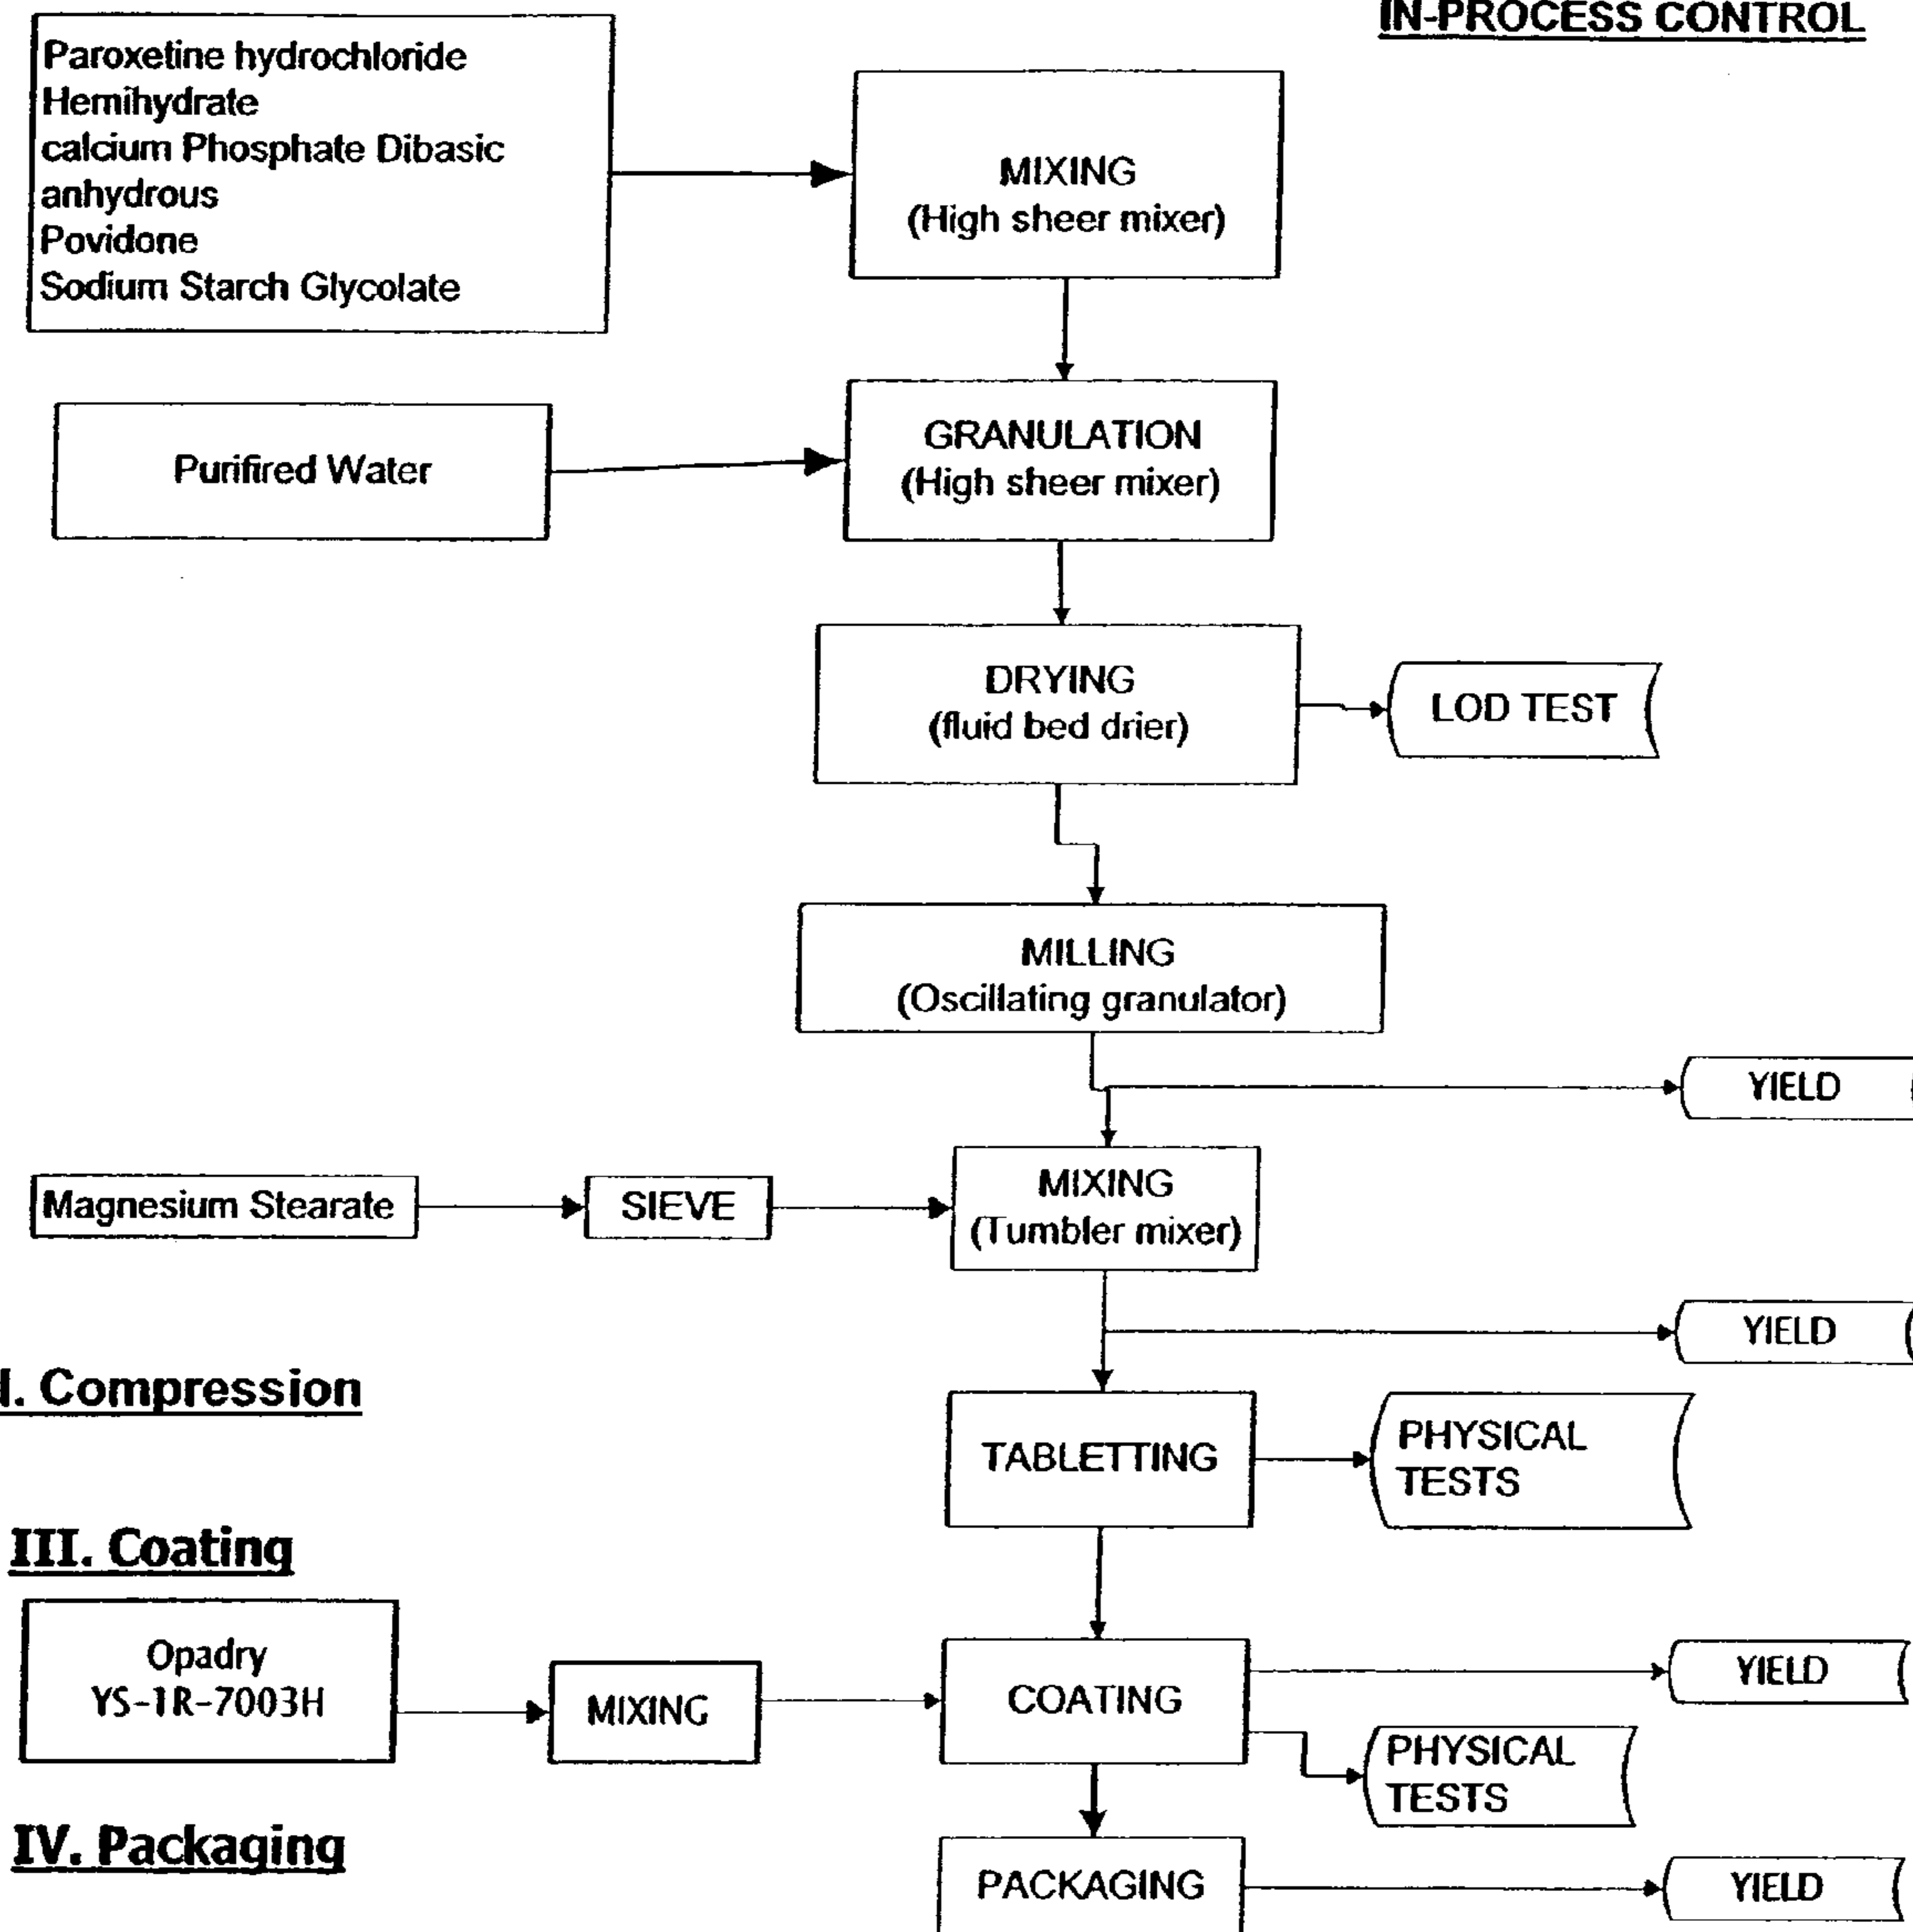 IN-PROCESS CONTROL
Paroxetine hydrochloride
Hemihydrate
calcium Phosphate Dibasic
anhydrous
Povidone
Sodium Starch Glycolate
MIXING
(High sheer mixer)
Purifired Water
GRANULATION
(High sheer mixer)
DRYING
(fluid bed drier)
LOD TEST
MILLING
(Oscillating granulator)
YIELD
Magnesium Stearate
SIEVE
MIXING
(Tumbler mixer)
YIELD
I. Compression
TABLETTING
PHYSICAL
TESTS
III. Coating
Opadry
YS-1R-7003H
MIXING
COATING
YIELD
PHYSICAL
TESTS
IV. Packaging
PACKAGING
YIELD